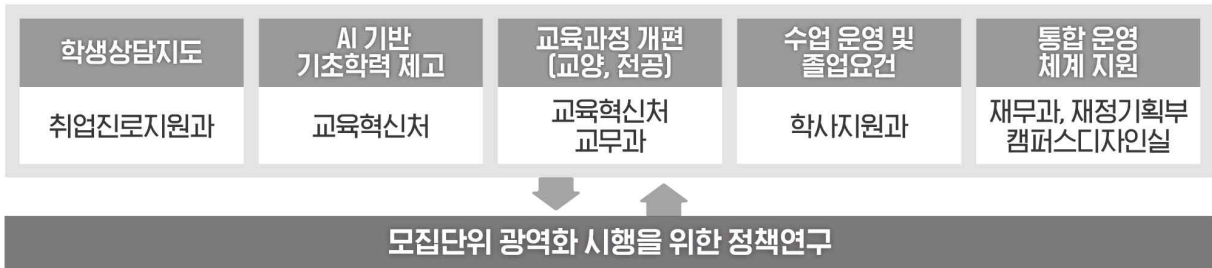 학생상담지도
취업진로지원과
AI 기반
기초학력 제고
교육혁신처
교육과정 개편
(교양, 전공)
교육혁신처
교무과
수업 운영 및
졸업요건
학사지원과
통합 운영
체계 지원
재무과, 재정기획부
캠퍼스디자인실
모집단위 광역화 시행을 위한 정책연구